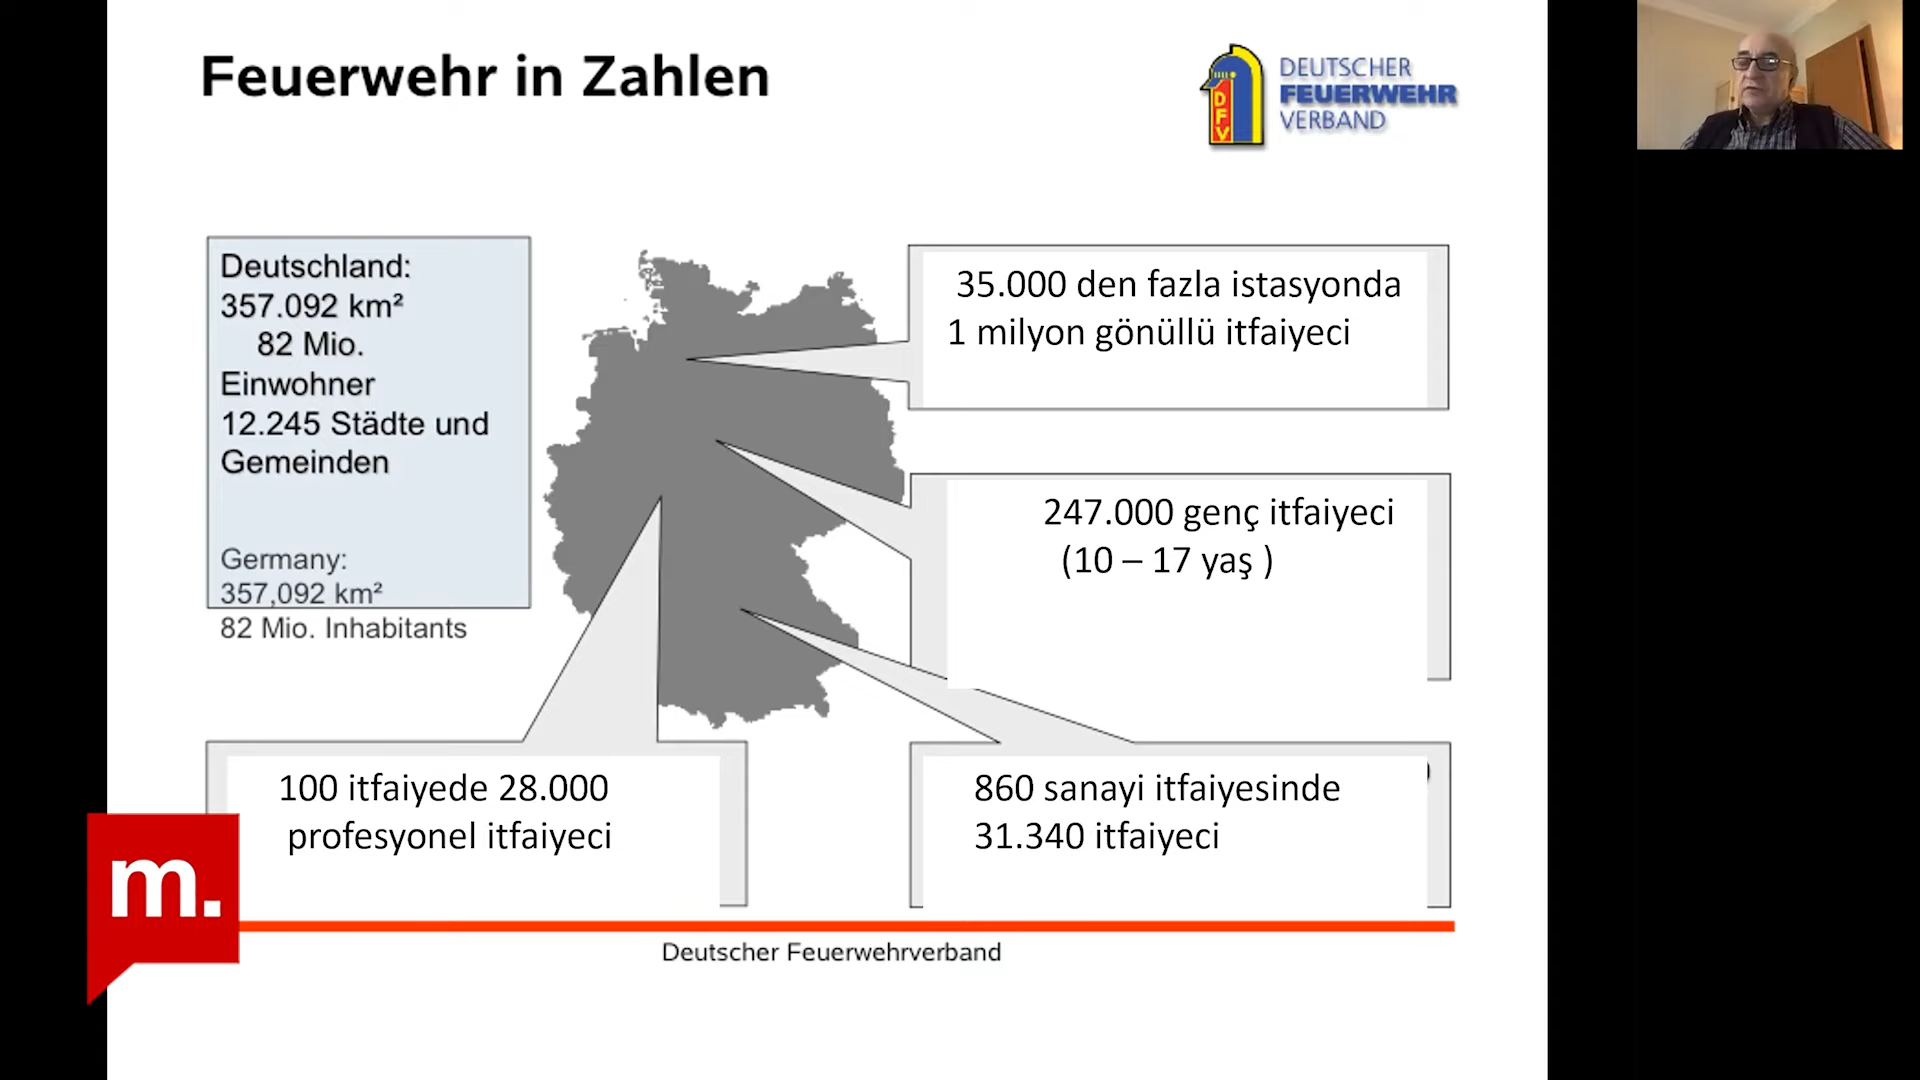 Feuerwehr in Zahlen
DEUTSCHER
FEUERWEHR
VERBAND
DFV
Deutschland:
357.092 km²
82 Mio.
Einwohner
12.245 Städte und
Gemeinden
Germany:
357,092 km²
82 Mio. Inhabitants
35.000 den fazla istasyonda
1 milyon gönüllü itfaiyeci
247.000 genç itfaiyeci
(10 – 17 yaş )
100 itfaiyede 28.000
profesyonel itfaiyeci
860 sanayi itfaiyesinde
31.340 itfaiyeci
m.
Deutscher Feuerwehrverband